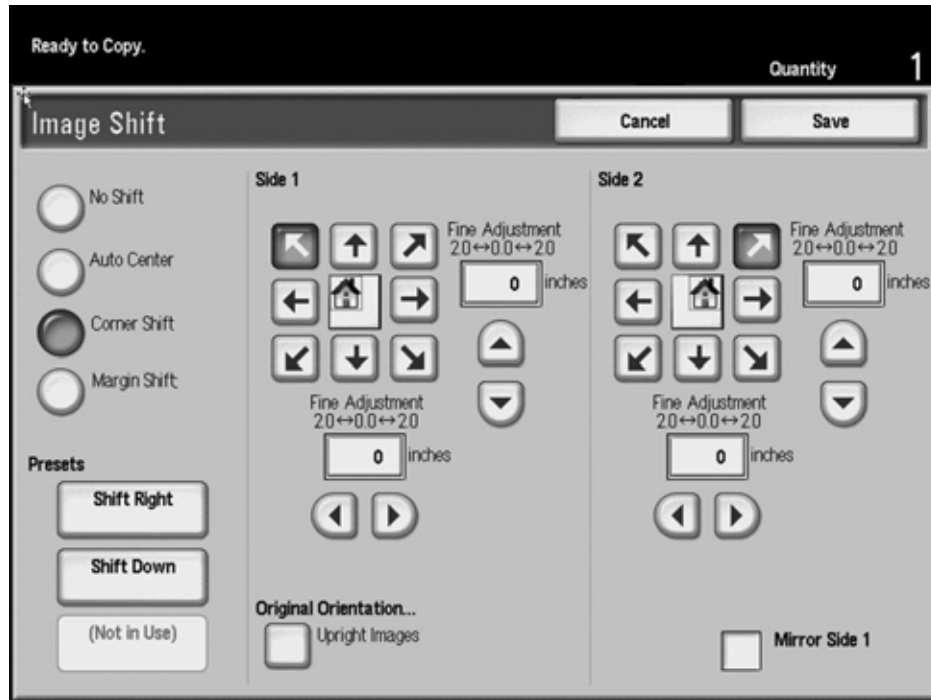 Ready to Copy.
Quantity 1
Image Shift
Cancel
Save
No Shift
Auto Center
Corner Shift
Margin Shift
Presets
Shift Right
Shift Down
(Not in Use)
Side 1
Fine Adjustment
2.0↔0.0↔2.0
0 inches
Fine Adjustment
2.0↔0.0↔2.0
0 inches
Original Orientation...
Upright Images
Side 2
Fine Adjustment
2.0↔0.0↔2.0
0 inches
Fine Adjustment
2.0↔0.0↔2.0
0 inches
Mirror Side 1